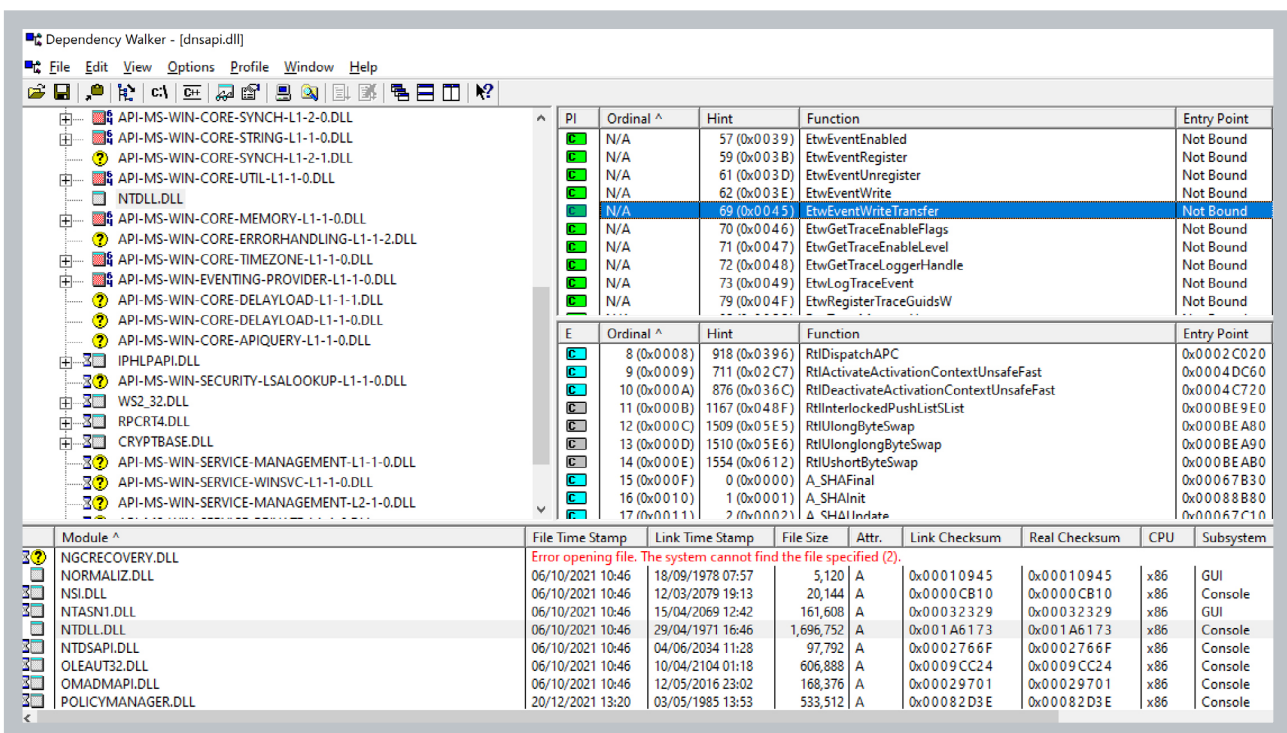 Dependency Walker - [dnsapi.dll]
File Edit View Options Profile Window Help
API-MS-WIN-CORE-SYNCH-L1-2-0.DLL
API-MS-WIN-CORE-STRING-L1-1-0.DLL
API-MS-WIN-CORE-SYNCH-L1-2-1.DLL
API-MS-WIN-CORE-UTIL-L1-1-0.DLL
NTDLL.DLL
API-MS-WIN-CORE-MEMORY-L1-1-0.DLL
API-MS-WIN-CORE-ERRORHANDLING-L1-1-2.DLL
API-MS-WIN-CORE-TIMEZONE-L1-1-0.DLL
API-MS-WIN-EVENTING-PROVIDER-L1-1-0.DLL
API-MS-WIN-CORE-DELAYLOAD-L1-1-1.DLL
API-MS-WIN-CORE-DELAYLOAD-L1-1-0.DLL
API-MS-WIN-CORE-APIQUERY-L1-1-0.DLL
IPHLPAPI.DLL
API-MS-WIN-SECURITY-LSALOOKUP-L1-1-0.DLL
WS2_32.DLL
RPCRT4.DLL
CRYPTBASE.DLL
API-MS-WIN-SERVICE-MANAGEMENT-L1-1-0.DLL
API-MS-WIN-SERVICE-WINSVC-L1-1-0.DLL
API-MS-WIN-SERVICE-MANAGEMENT-L2-1-0.DLL
PI Ordinal ^ Hint Function Entry Point
C N/A 57 (0x0039) EtwEventEnabled Not Bound
C N/A 59 (0x003B) EtwEventRegister Not Bound
C N/A 61 (0x003D) EtwEventUnregister Not Bound
C N/A 62 (0x003E) EtwEventWrite Not Bound
C N/A 69 (0x0045) EtwEventWriteTransfer Not Bound
C N/A 70 (0x0046) EtwGetTraceEnableFlags Not Bound
C N/A 71 (0x0047) EtwGetTraceEnableLevel Not Bound
C N/A 72 (0x0048) EtwGetTraceLoggerHandle Not Bound
C N/A 73 (0x0049) EtwLogTraceEvent Not Bound
C N/A 79 (0x004F) EtwRegisterTraceGuidsW Not Bound
E Ordinal ^ Hint Function Entry Point
C 8 (0x0008) 918 (0x0396) RtlDispatchAPC 0x0002C020
C 9 (0x0009) 711 (0x02C7) RtlActivateActivationContextUnsafeFast 0x0004DC60
C 10 (0x000A) 876 (0x036C) RtlDeactivateActivationContextUnsafeFast 0x0004C720
C 11 (0x000B) 1167 (0x048F) RtlInterlockedPushListSList 0x000BE9E0
C 12 (0x000C) 1509 (0x05E5) RtlUlongByteSwap 0x000BEA80
C 13 (0x000D) 1510 (0x05E6) RtlUlonglongByteSwap 0x000BEA90
C 14 (0x000E) 1554 (0x0612) RtlUshortByteSwap 0x000BEAB0
C 15 (0x000F) 0 (0x0000) A_SHAFinal 0x00067B30
C 16 (0x0010) 1 (0x0001) A_SHAInit 0x00088B80
C 17 (0x0011) 2 (0x0002) A_SHAUpdate 0x00067C10
Module ^ File Time Stamp Link Time Stamp File Size Attr. Link Checksum Real Checksum CPU Subsystem
NGCRECOVERY.DLL Error opening file. The system cannot find the file specified (2).
NORMALIZ.DLL 06/10/2021 10:46 18/09/1978 07:57 5,120 A 0x00010945 0x00010945 x86 GUI
NSI.DLL 06/10/2021 10:46 12/03/2079 19:13 20,144 A 0x0000CB10 0x0000CB10 x86 Console
NTASN1.DLL 06/10/2021 10:46 15/04/2069 12:42 161,608 A 0x00032329 0x00032329 x86 GUI
NTDLL.DLL 06/10/2021 10:46 29/04/1971 16:46 1,696,752 A 0x001A6173 0x001A6173 x86 Console
NTDSAPI.DLL 06/10/2021 10:46 04/06/2034 11:28 97,792 A 0x0002766F 0x0002766F x86 Console
OLEAUT32.DLL 06/10/2021 10:46 10/04/2104 01:18 606,888 A 0x0009CC24 0x0009CC24 x86 Console
OMADMAPI.DLL 06/10/2021 10:46 12/05/2016 23:02 168,376 A 0x00029701 0x00029701 x86 Console
POLICYMANAGER.DLL 20/12/2021 13:20 03/05/1985 13:53 533,512 A 0x00082D3E 0x00082D3E x86 Console